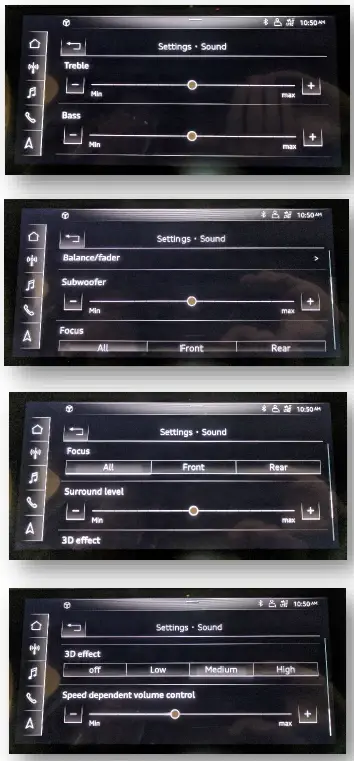 10:50AM
Settings • Sound
Treble
Min max
Bass
Min max
10:50AM
Settings • Sound
Balance/fader >
Subwoofer
Min max
Focus
All Front Rear
10:50AM
Settings • Sound
Focus
All Front Rear
Surround level
Min max
3D effect
10:50AM
Settings • Sound
3D effect
off Low Medium High
Speed dependent volume control
Min max